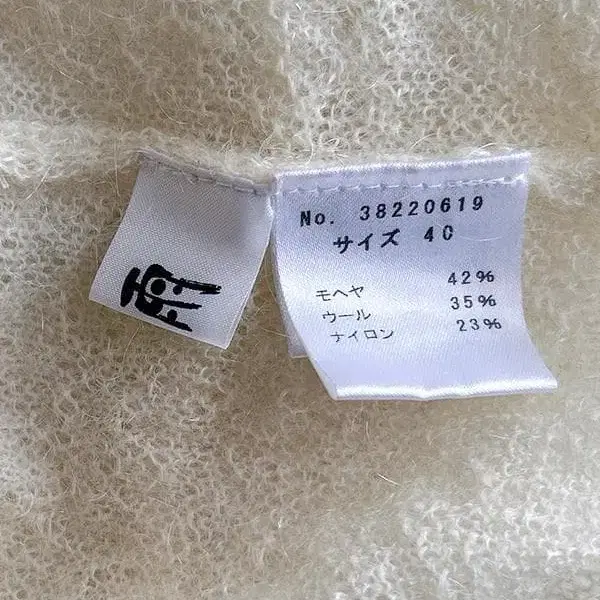 No. 38220619
サイズ 40
モヘヤ 42%
ウール 35%
ナイロン 23%